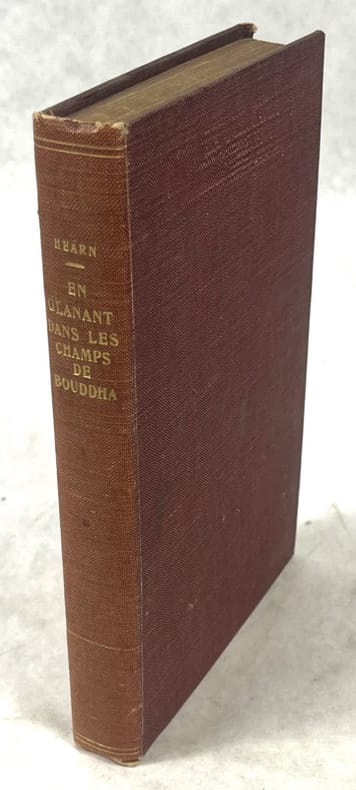 HEARN
EN
GLANANT
DANS LES
CHAMPS
DE
BOUDDHA